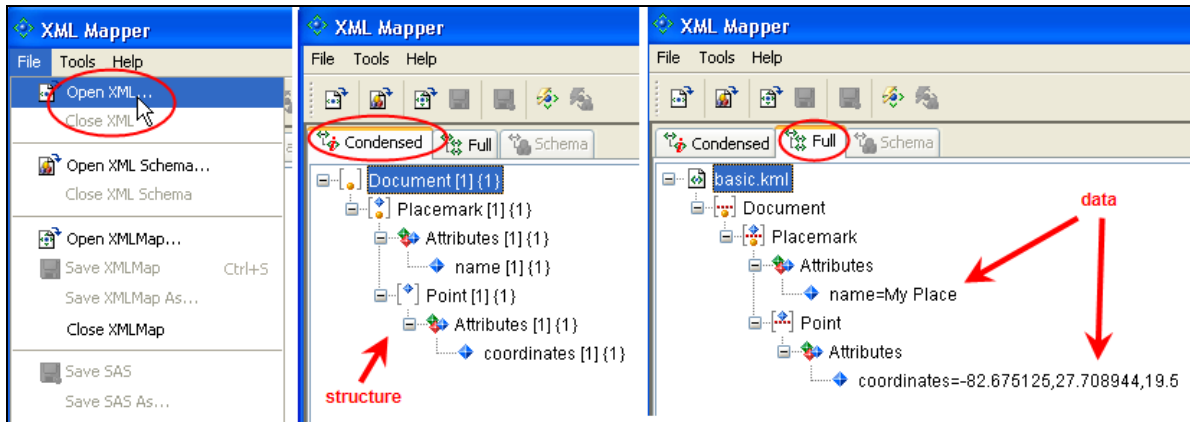 XML Mapper
File Tools Help
Open XML...
Close XML
Open XML Schema...
Close XML Schema
Open XMLMap...
Save XMLMap Ctrl+S
Save XMLMap As...
Close XMLMap
Save SAS
Save SAS As...
XML Mapper
File Tools Help
Condensed Full Schema
Document [1] {1}
Placemark [1] {1}
Attributes [1] {1}
name [1] {1}
Point [1] {1}
Attributes [1] {1}
coordinates [1] {1}
structure
XML Mapper
File Tools Help
Condensed Full Schema
basic.kml
data
Document
Placemark
Attributes
name=My Place
Point
Attributes
coordinates=-82.675125,27.708944,19.5